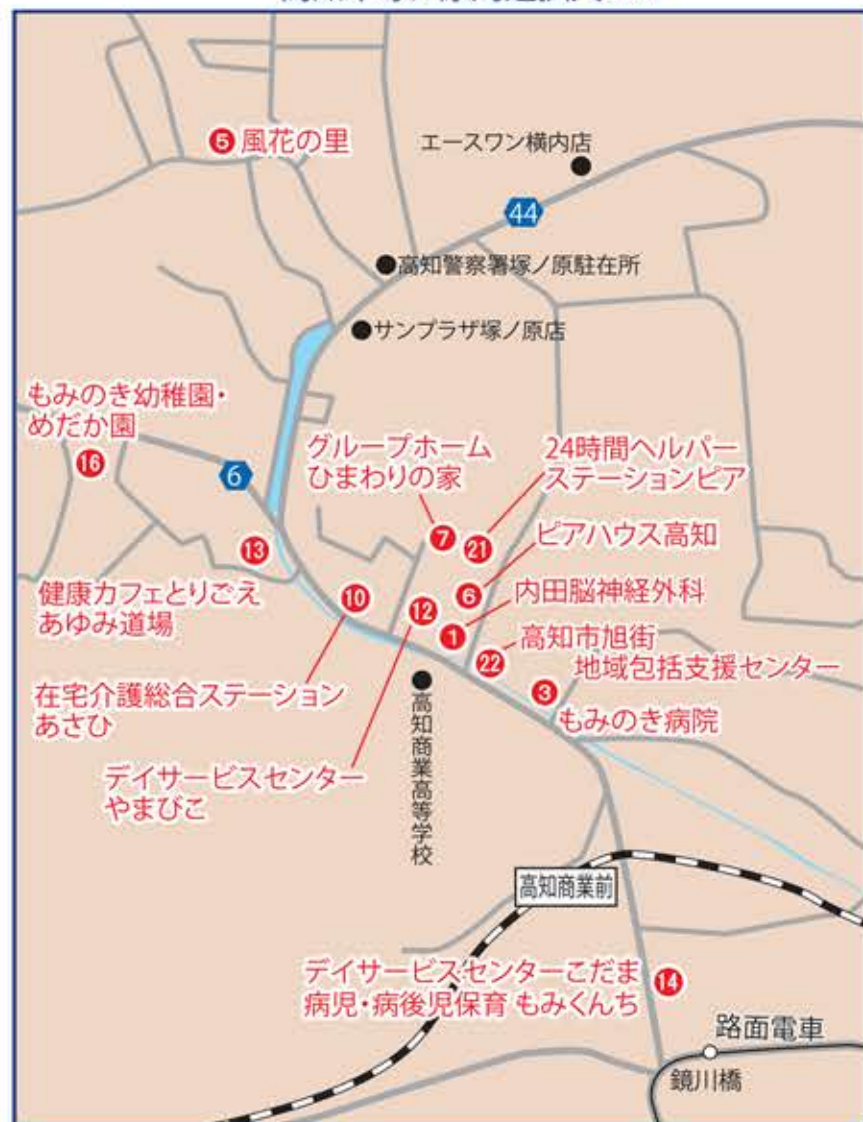 ⑤ 風花の里
エースワン横内店
44
高知警察署塚ノ原駐在所
サンプラザ塚ノ原店
もみのき幼稚園・
めだか園
⑯
6
グループホーム
ひまわりの家
⑦
24時間ヘルパー
ステーションピア
㉑
ピアハウス高知
⑥
⑬
健康カフェとりごえ
あゆみ道場
⑩
⑫
内田脳神経外科
①
㉒
高知市旭街
地域包括支援センター
③
もみのき病院
在宅介護総合ステーション
あさひ
デイサービスセンター
やまびこ
高知商業高等学校
高知商業前
デイサービスセンターこだま
病児・病後児保育 もみくんち
⑭
路面電車
鏡川橋